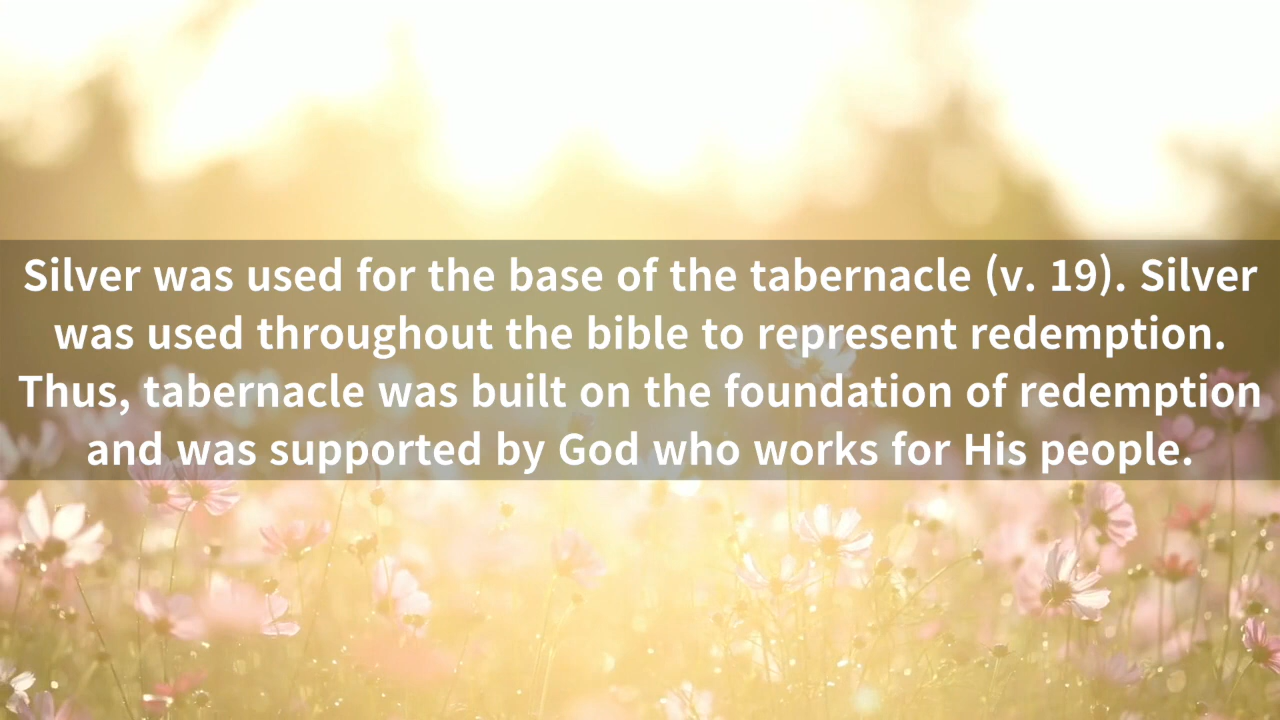 Silver was used for the base of the tabernacle (v. 19). Silver
was used throughout the bible to represent redemption.
Thus, tabernacle was built on the foundation of redemption
and was supported by God who works for His people.